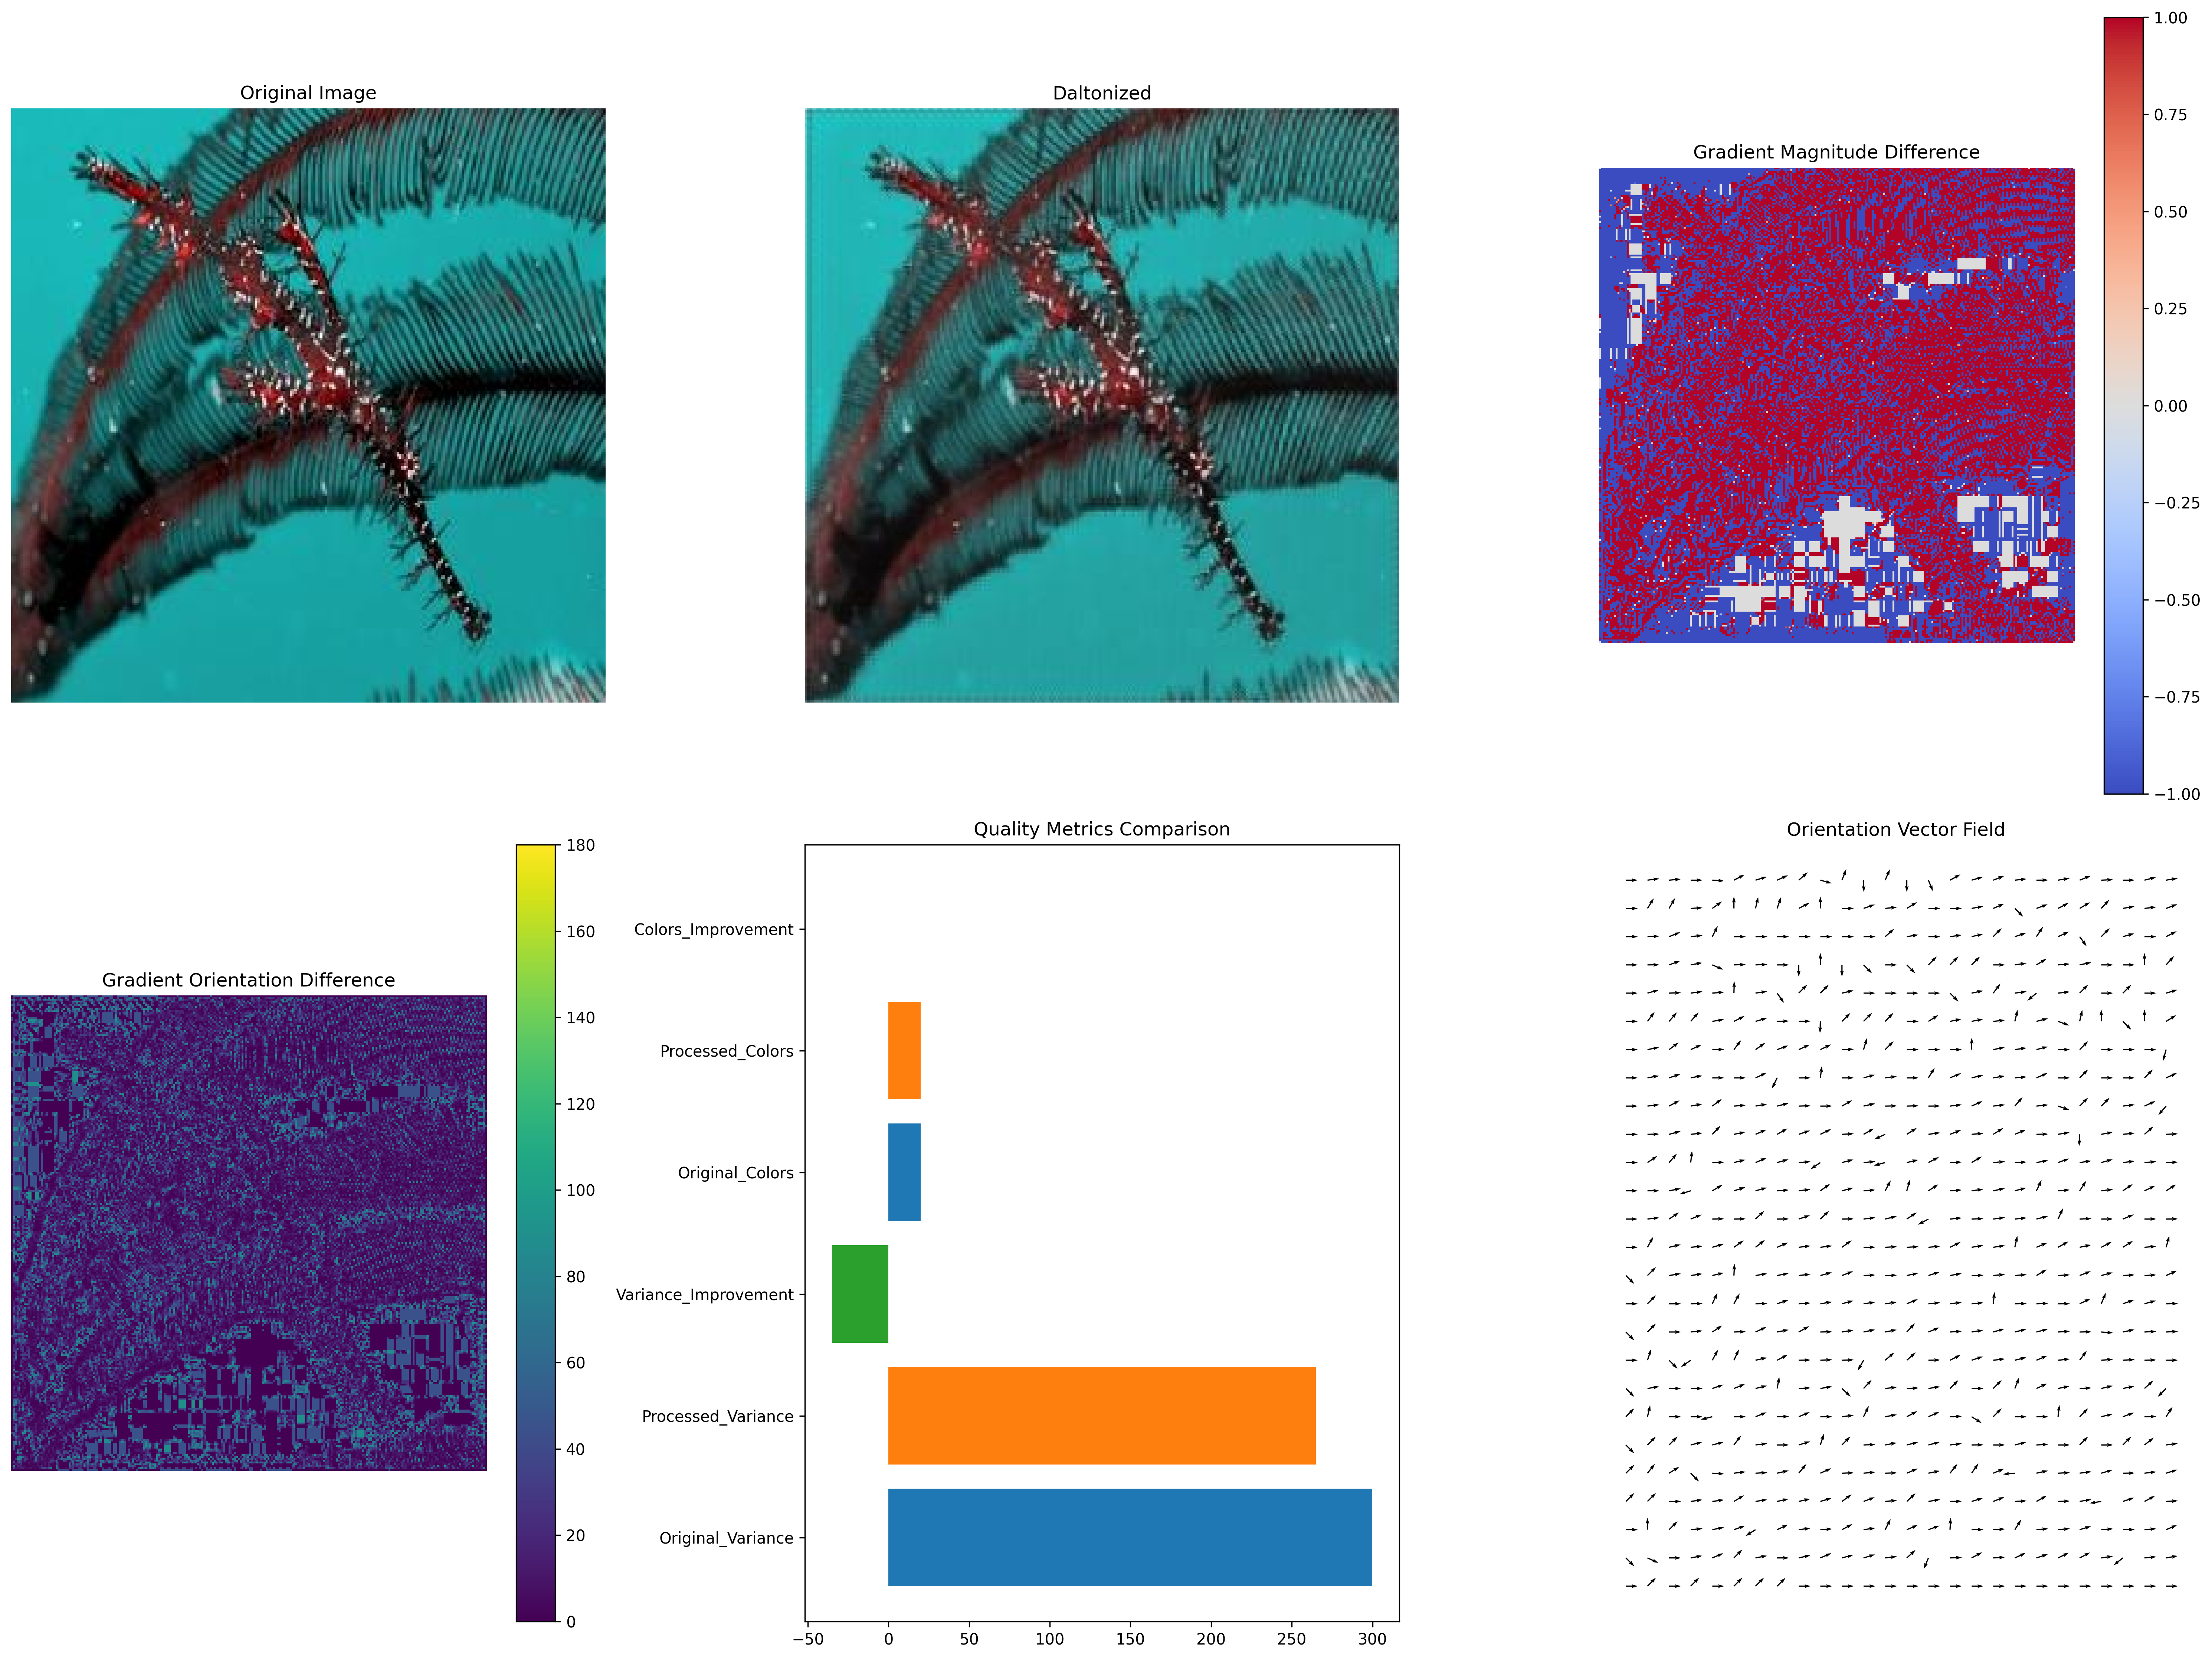 Original Image
Daltonized
Gradient Magnitude Difference
1.00
0.75
0.50
0.25
0.00
−0.25
−0.50
−0.75
−1.00
Gradient Orientation Difference
180
160
140
120
100
80
60
40
20
0
Quality Metrics Comparison
Colors_Improvement
Processed_Colors
Original_Colors
Variance_Improvement
Processed_Variance
Original_Variance
−50 0 50 100 150 200 250 300
Orientation Vector Field